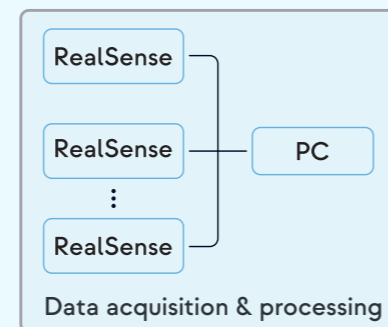 RealSense
RealSense
PC
⋮
RealSense
Data acquisition & processing